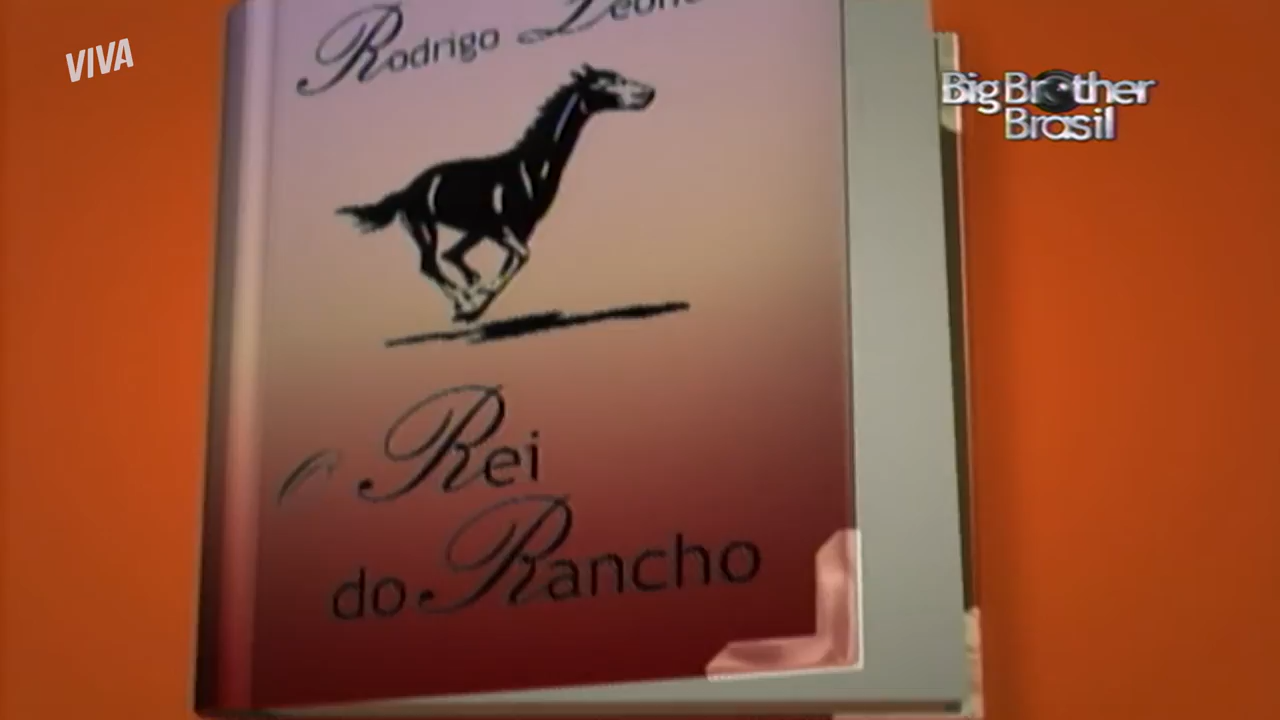 VIVA
Big Brother
Brasil
Rodrigo
O Rei
do Rancho